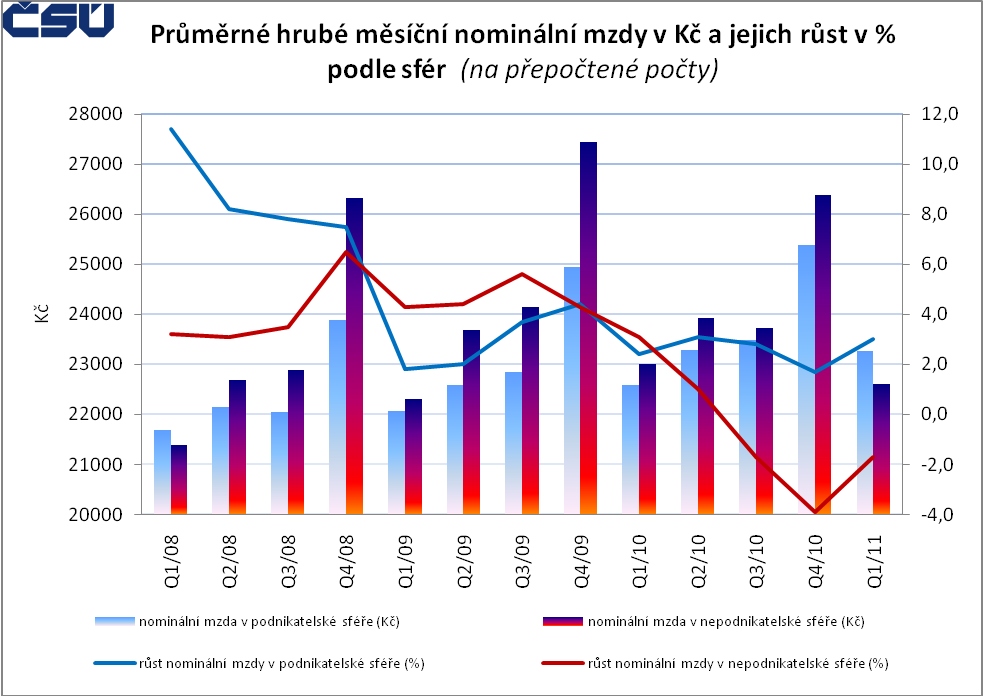 ČSÚ
Průměrné hrubé měsíční nominální mzdy v Kč a jejich růst v %
podle sfér (na přepočtené počty)
28000
27000
26000
25000
24000
23000
22000
21000
20000
Kč
12,0
10,0
8,0
6,0
4,0
2,0
0,0
-2,0
-4,0
Q1/08
Q2/08
Q3/08
Q4/08
Q1/09
Q2/09
Q3/09
Q4/09
Q1/10
Q2/10
Q3/10
Q4/10
Q1/11
nominální mzda v podnikatelské sféře (Kč)
nominální mzda v nepodnikatelské sféře (Kč)
růst nominální mzdy v podnikatelské sféře (%)
růst nominální mzdy v nepodnikatelské sféře (%)